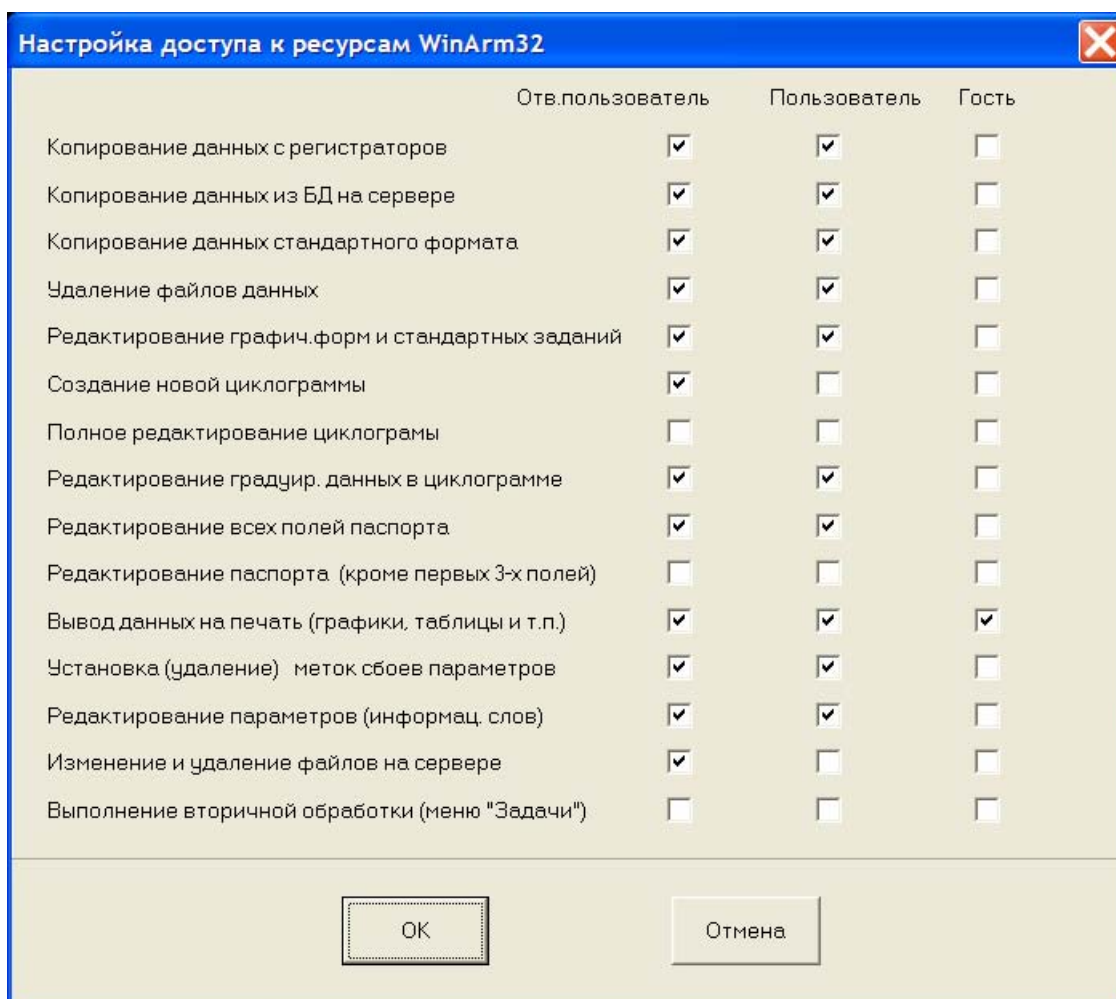 Настройка доступа к ресурсам WinArm32
Отв.пользователь Пользователь Гость
Копирование данных с регистраторов
Копирование данных из БД на сервере
Копирование данных стандартного формата
Удаление файлов данных
Редактирование графич.форм и стандартных заданий
Создание новой циклограммы
Полное редактирование циклограмы
Редактирование градуир. данных в циклограмме
Редактирование всех полей паспорта
Редактирование паспорта (кроме первых 3-х полей)
Вывод данных на печать (графики, таблицы и т.п.)
Установка (удаление) меток сбоев параметров
Редактирование параметров (информац. слов)
Изменение и удаление файлов на сервере
Выполнение вторичной обработки (меню "Задачи")
OK Отмена